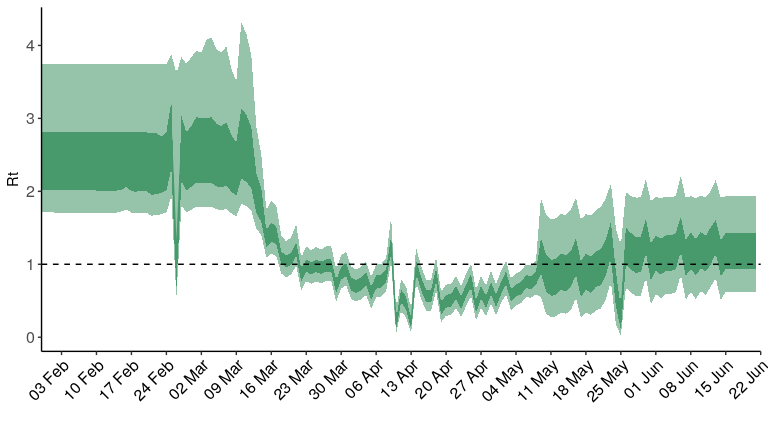 Rt
4
3
2
1
0
03 Feb
10 Feb
17 Feb
24 Feb
02 Mar
09 Mar
16 Mar
23 Mar
30 Mar
06 Apr
13 Apr
20 Apr
27 Apr
04 May
11 May
18 May
25 May
01 Jun
08 Jun
15 Jun
22 Jun